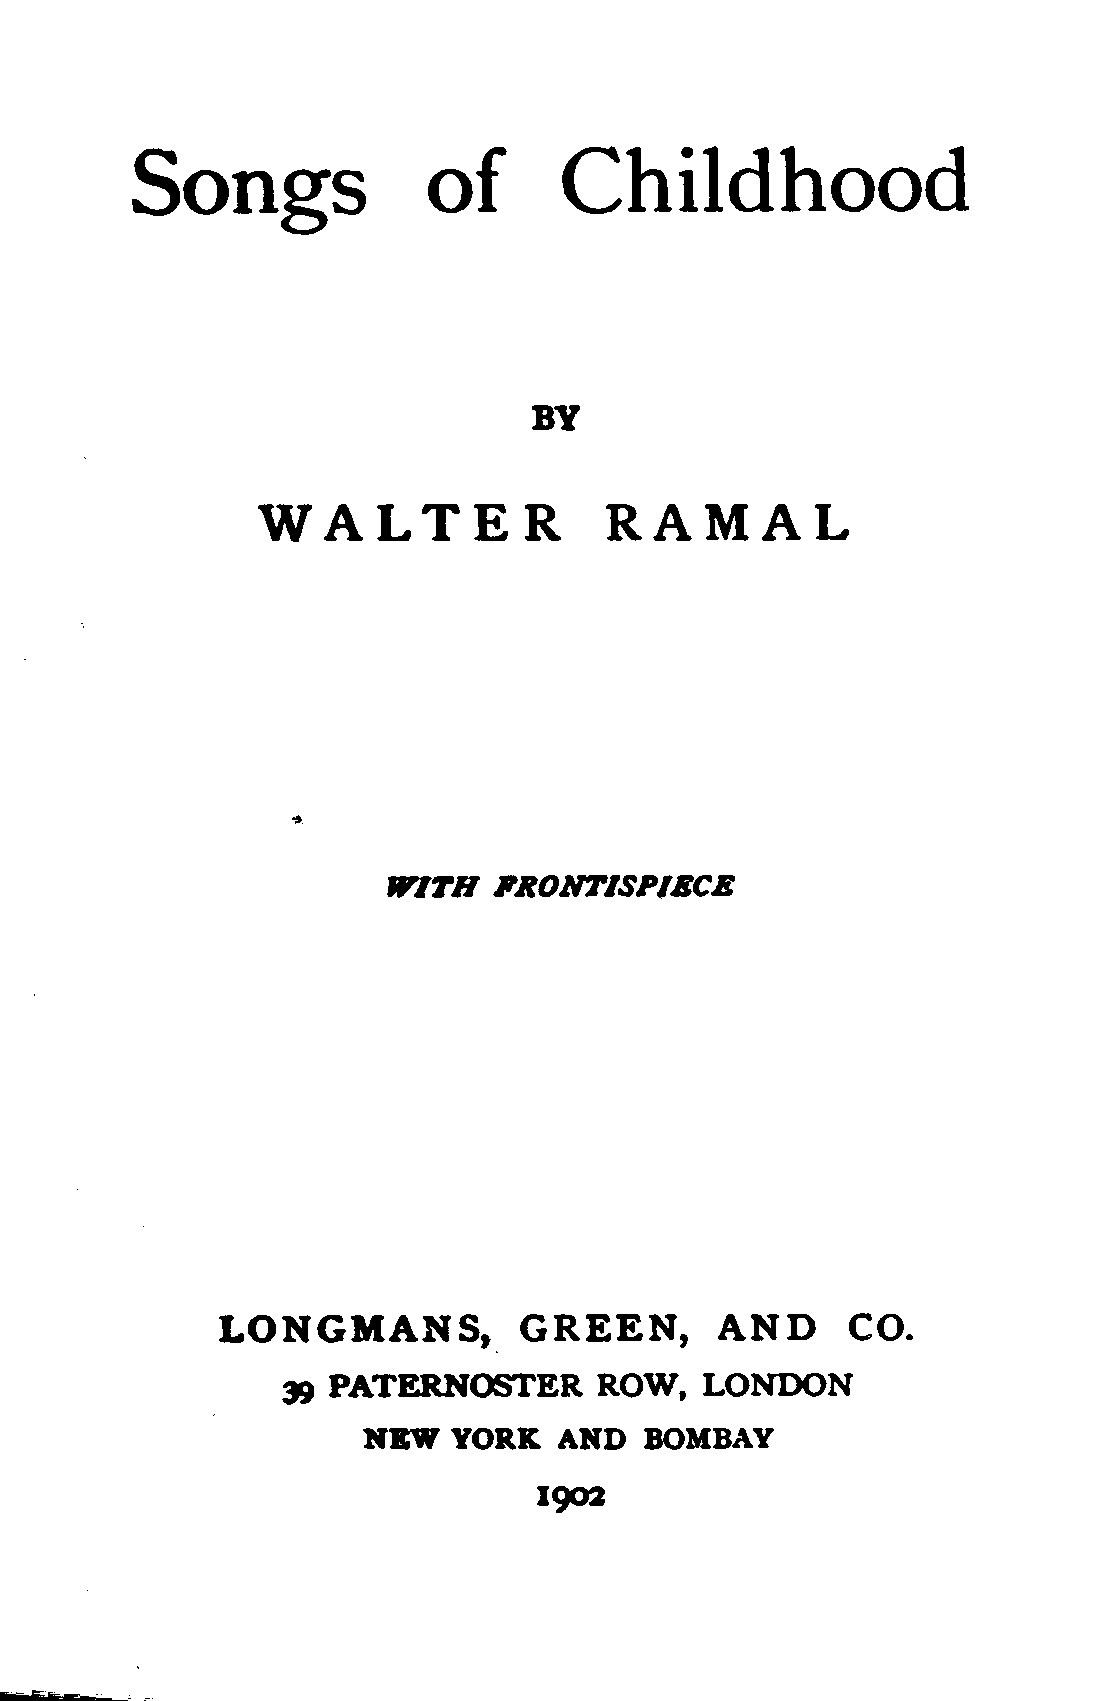 Songs of Childhood
BY
WALTER RAMAL
WITH FRONTISPIECE
LONGMANS, GREEN, AND CO.
39 PATERNOSTER ROW, LONDON
NEW YORK AND BOMBAY
1902